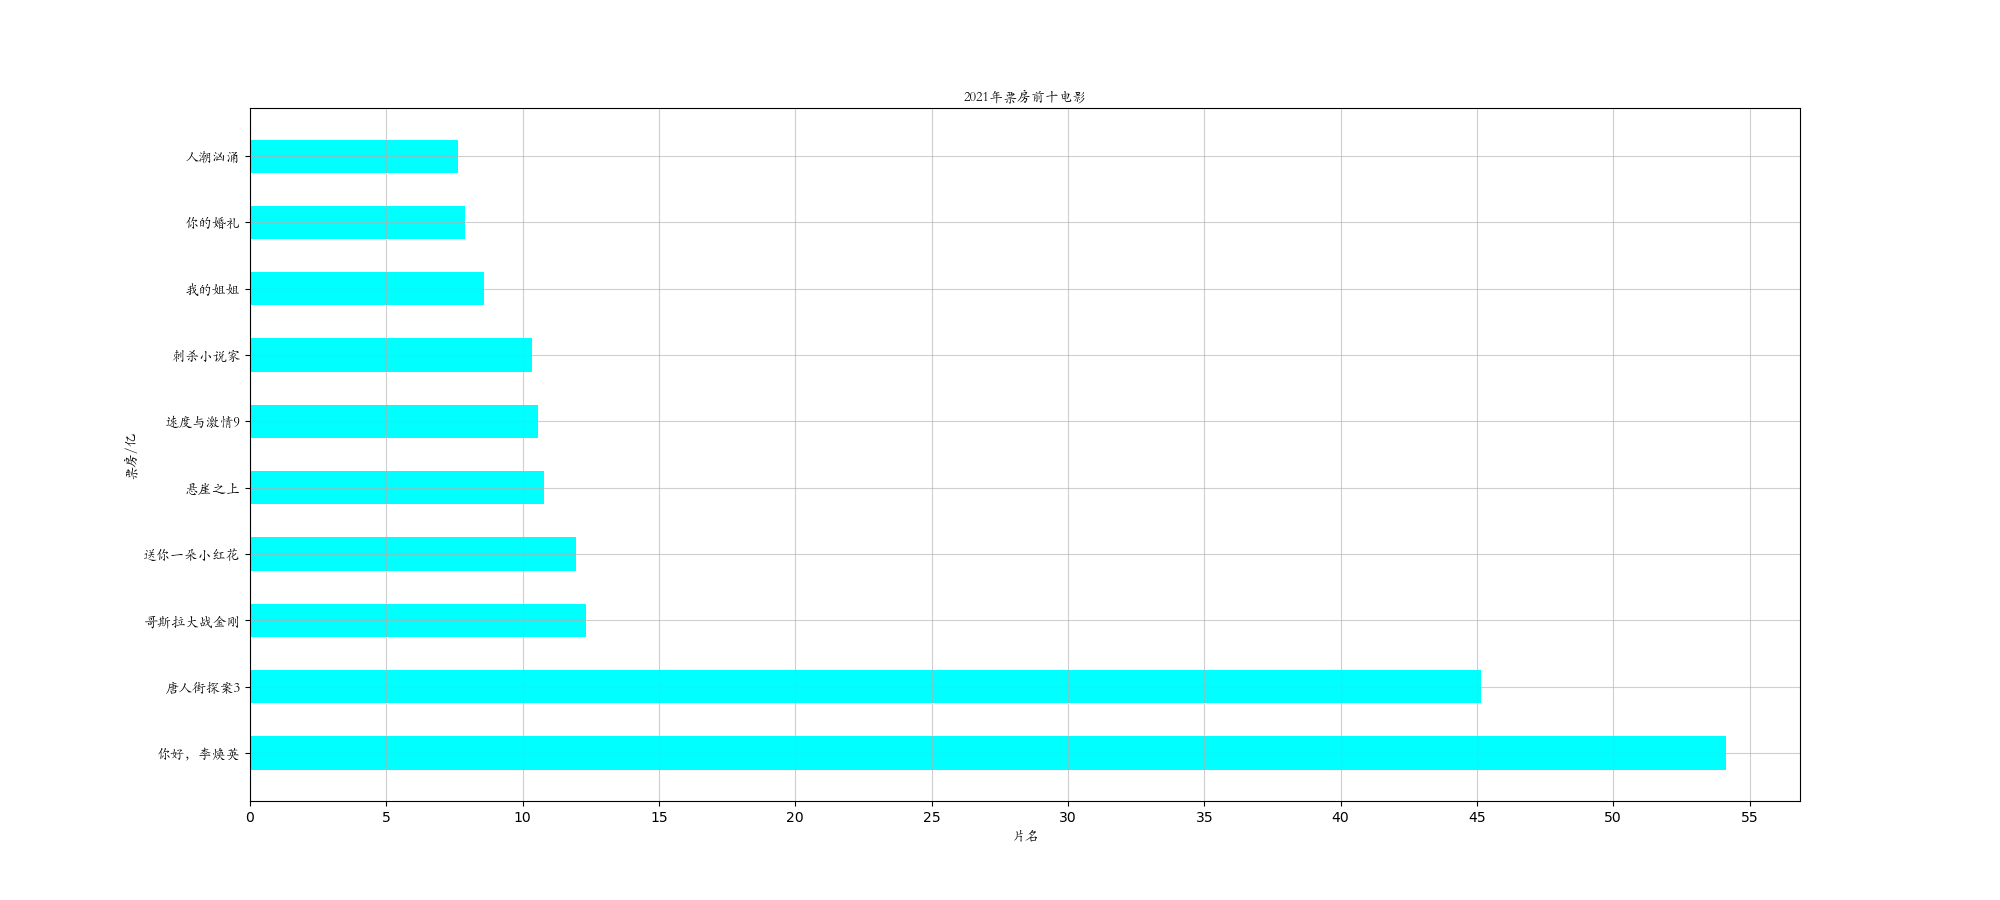 2021年票房前十电影
人潮汹涌
你的婚礼
我的姐姐
刺杀小说家
速度与激情9
悬崖之上
送你一朵小红花
哥斯拉大战金刚
唐人街探案3
你好，李焕英
票房/亿
0 5 10 15 20 25 30 35 40 45 50 55
片名